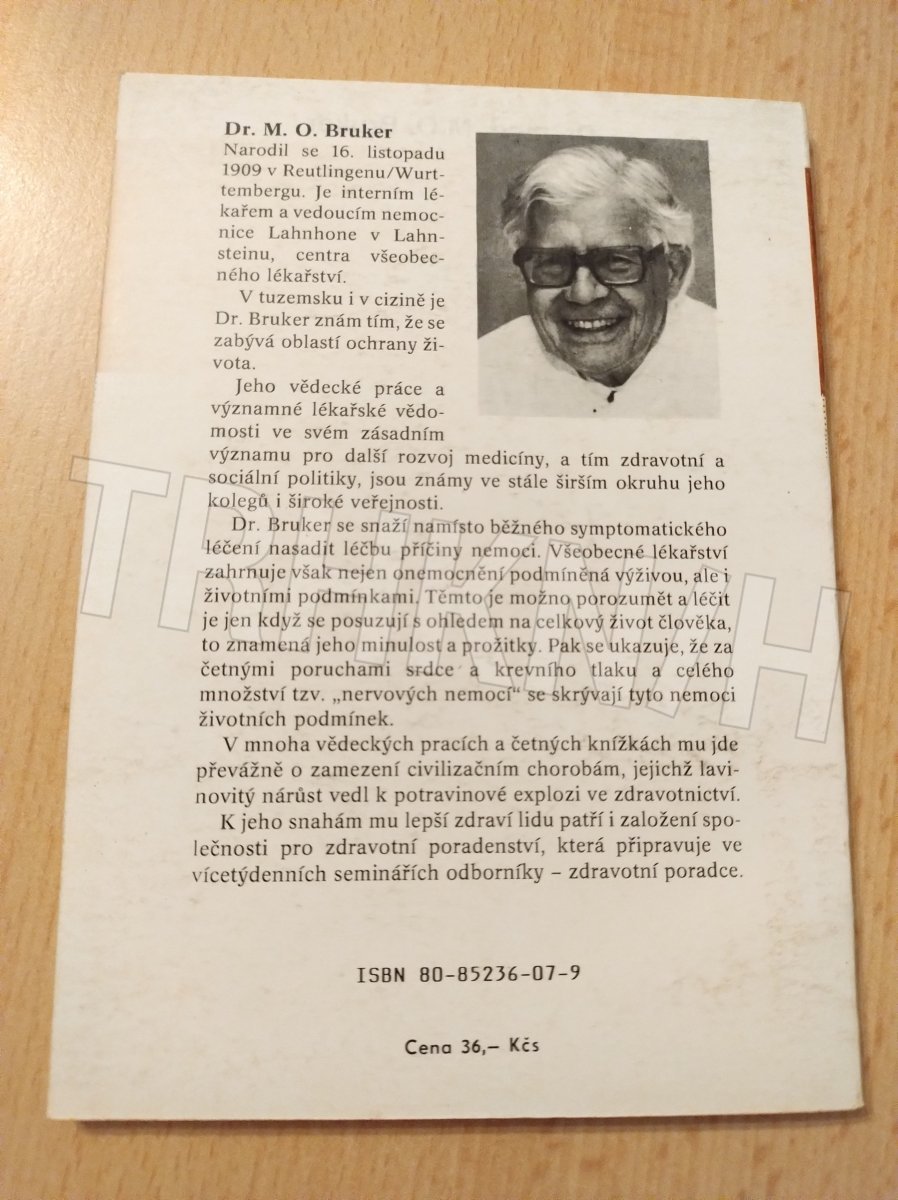 Dr. M. O. Bruker
Narodil se 16. listopadu
1909 v Reutlingenu/Wurt-
tembergu. Je interním lé-
kařem a vedoucím nemoc-
nice Lahnhone v Lahn-
steinu, centra všeobec-
ného lékařství.
V tuzemsku i v cizině je
Dr. Bruker znám tím, že se
zabývá oblastí ochrany ži-
vota.
Jeho vědecké práce a
významné lékařské vědo-
mosti ve svém zásadním
významu pro další rozvoj medicíny, a tím zdravotní a
sociální politiky, jsou známy ve stále širším okruhu jeho
kolegů i široké veřejnosti.
Dr. Bruker se snaží namísto běžného symptomatického
léčení nasadit léčbu příčiny nemoci. Všeobecné lékařství
zahrnuje však nejen onemocnění podmíněná výživou, ale i
životními podmínkami. Těmto je možno porozumět a léčit
je jen když se posuzují s ohledem na celkový život člověka,
to znamená jeho minulost a prožitky. Pak se ukazuje, že za
četnými poruchami srdce a krevního tlaku a celého
množství tzv. „nervových nemocí“ se skrývají tyto nemoci
životních podmínek.
V mnoha vědeckých pracích a četných knížkách mu jde
převážně o zamezení civilizačním chorobám, jejichž lavi-
novitý nárůst vedl k potravinové explozi ve zdravotnictví.
K jeho snahám mu lepší zdraví lidu patří i založení spo-
lečnosti pro zdravotní poradenství, která připravuje ve
vícetýdenních seminářích odborníky – zdravotní poradce.
ISBN 80-85236-07-9
Cena 36,– Kčs